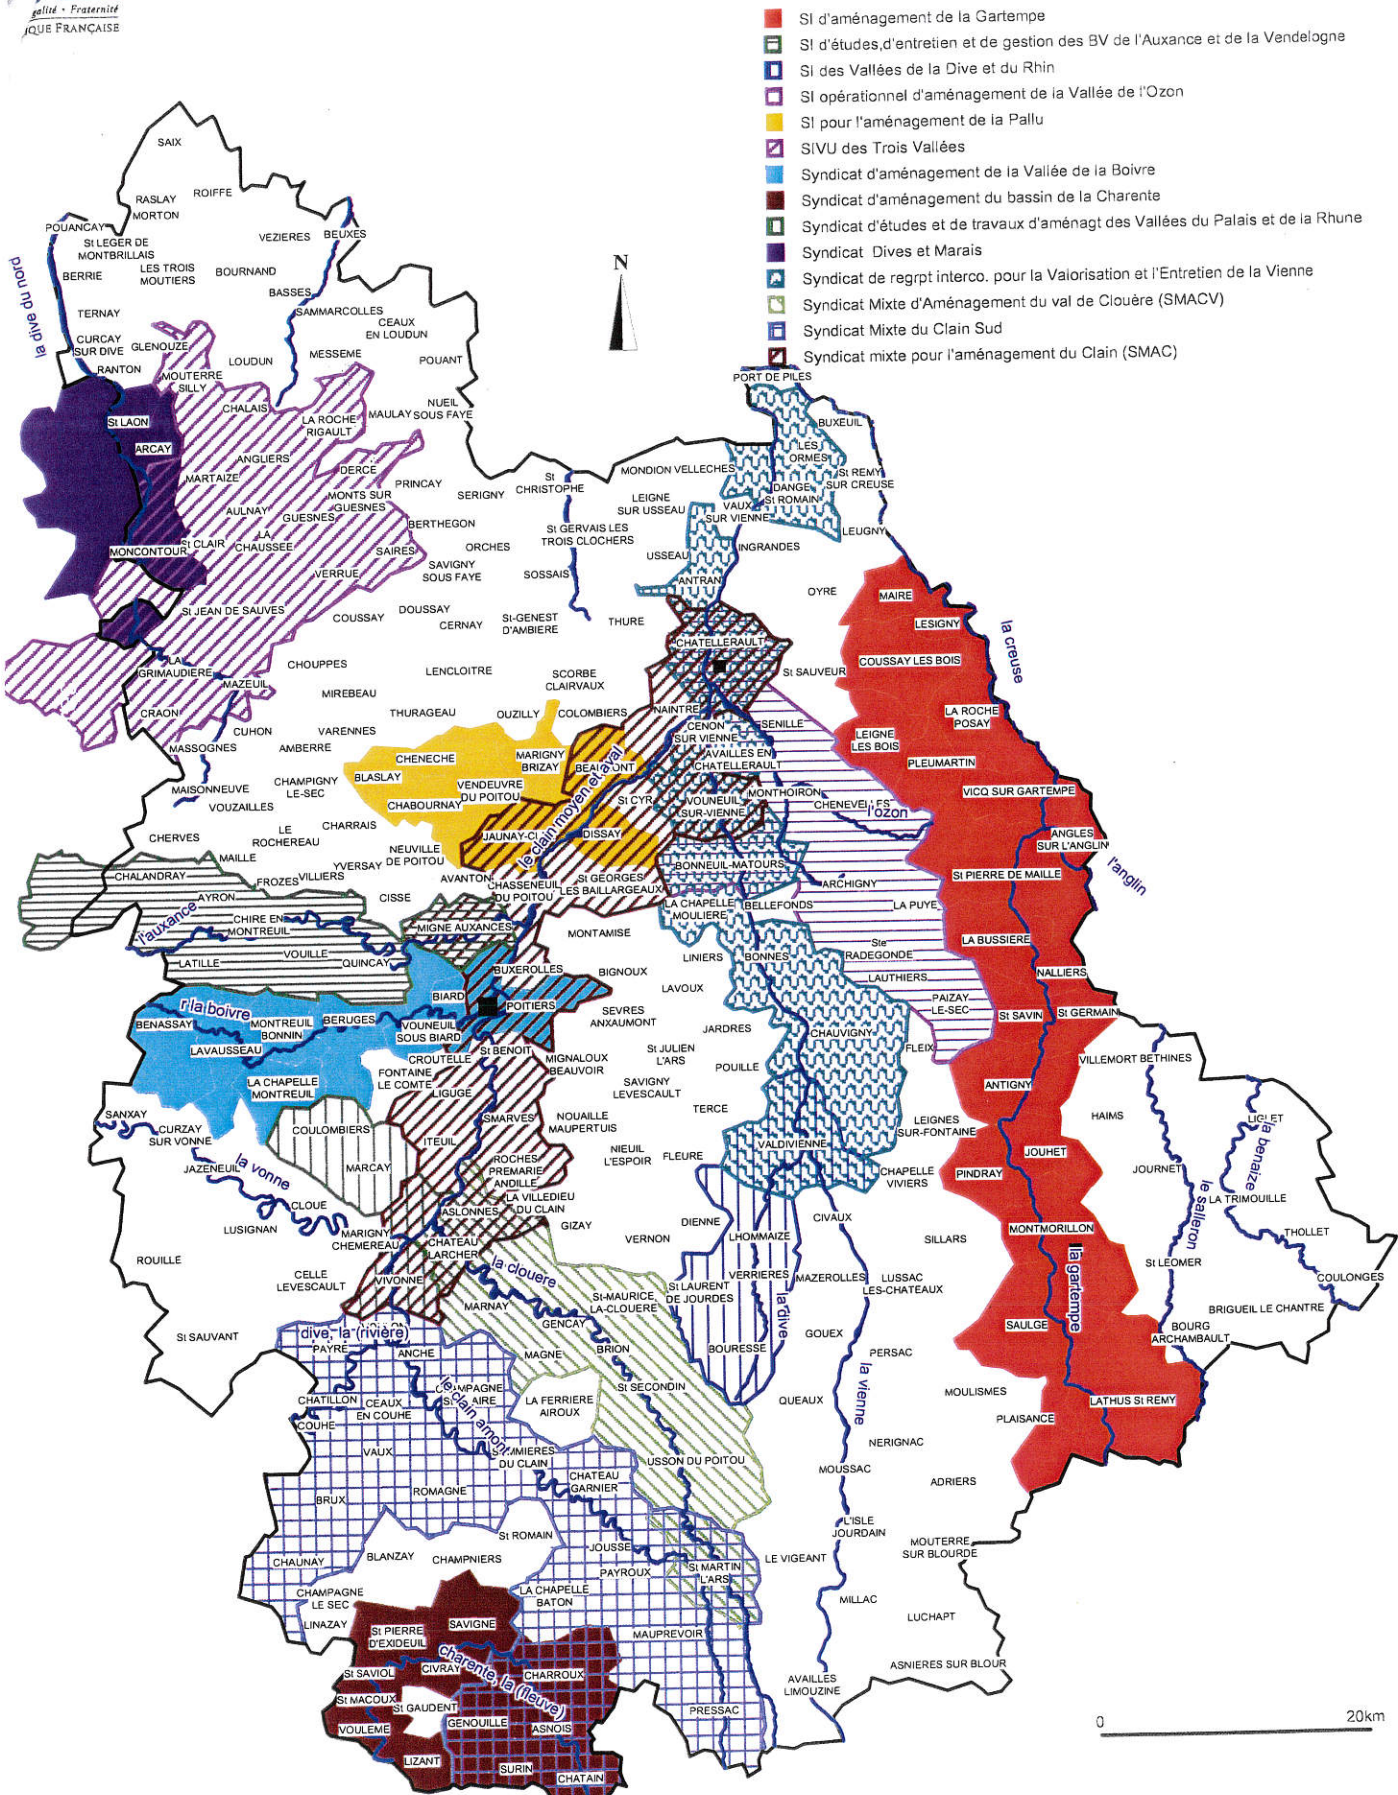 galité • Fraternité
QUE FRANÇAISE
SI d'aménagement de la Gartempe
SI d'études,d'entretien et de gestion des BV de l'Auxance et de la Vendelogne
SI des Vallées de la Dive et du Rhin
SI opérationnel d'aménagement de la Vallée de l'Ozon
SI pour l'aménagement de la Pallu
SIVU des Trois Vallées
Syndicat d'aménagement de la Vallée de la Boivre
Syndicat d'aménagement du bassin de la Charente
Syndicat d'études et de travaux d'aménagt des Vallées du Palais et de la Rhune
Syndicat Dives et Marais
Syndicat de regrpt interco. pour la Valorisation et l'Entretien de la Vienne
Syndicat Mixte d'Aménagement du val de Clouère (SMACV)
Syndicat Mixte du Clain Sud
Syndicat mixte pour l'aménagement du Clain (SMAC)
N
SAIX
RASLAY
ROIFFE
MORTON
POUANCAY
St LEGER DE
MONTBRILLAIS
VEZIERES
BEUXES
BERRIE
LES TROIS
MOUTIERS
BOURNAND
BASSES
la dive du nord
TERNAY
SAMMARCOLLES
CEAUX
EN LOUDUN
CURCAY
SUR DIVE
GLENOUZE
RANTON
LOUDUN
MESSEME
POUANT
MOUTERRE
SILLY
PORT DE PILES
CHALAIS
LA ROCHE
RIGAULT
MAULAY
NUEIL
SOUS FAYE
St LAON
BUXEUIL
ARCAY
ANGLIERS
LES
ORMES
MARTAIZE
DERCE
PRINCAY
MONDION
VELLECHES
St REMY
SUR CREUSE
St
CHRISTOPHE
SERIGNY
DANGE
St ROMAIN
MONTS SUR
GUESNES
LEIGNE
SUR USSEAU
VAUX
SUR VIENNE
AULNAY
GUESNES
BERTHEGON
St GERVAIS LES
TROIS CLOCHERS
LEUGNY
MONCONTOUR
St CLAIR
LA
CHAUSSEE
SAIRES
ORCHES
USSEAU
INGRANDES
VERRUE
SAVIGNY
SOUS FAYE
SOSSAIS
ANTRAN
OYRE
MAIRE
St JEAN DE SAUVES
COUSSAY
DOUSSAY
CERNAY
St-GENEST
D'AMBIERE
THURE
LESIGNY
la creuse
CHATELLERAULT
LA
GRIMAUDIERE
CHOUPPES
LENCLOITRE
SCORBE
CLAIRVAUX
St SAUVEUR
COUSSAY LES BOIS
MAZEUIL
MIREBEAU
CRAON
THURAGEAU
OUZILLY
COLOMBIERS
NAINTRE
LA ROCHE
POSAY
CUHON
VARENNES
CENON
SUR VIENNE
SENILLE
LEIGNE
LES BOIS
MASSOGNES
AMBERRE
CHENECHE
MARIGNY
BRIZAY
AVAILLES EN
CHATELLERAULT
PLEUMARTIN
MAISONNEUVE
CHAMPIGNY
LE-SEC
BLASLAY
VENDEUVRE
DU POITOU
MONTHOIRON
VICQ SUR GARTEMPE
VOUZAILLES
CHABOURNAY
St CYR
VOUNEUIL
SUR-VIENNE
l'ozon
CHERVES
LE
ROCHEREAU
CHARRAIS
DISSAY
le clain moyen et aval
ANGLES
SUR L'ANGLIN
MAILLE
NEUVILLE
DE POITOU
l'anglin
CHALANDRAY
FROZES
VILLIERS
YVERSAY
AVANTON
CHASSENEUIL
DU POITOU
St GEORGES
LES BAILLARGEAUX
BONNEUIL-MATOURS
St PIERRE DE MAILLE
ARCHIGNY
AYRON
CISSE
LA CHAPELLE
MOULIERE
BELLEFONDS
LA PUYE
l'auxance
CHIRE EN
MONTREUIL
MIGNE AUXANCES
MONTAMISE
LA BUSSIERE
LATILLE
VOUILLE
QUINCAY
LINIERS
BONNES
Ste
RADEGONDE
BUXEROLLES
BIGNOUX
LAUTHIERS
NALLIERS
r la boivre
BIARD
POITIERS
LAVOUX
PAIZAY
LE-SEC
BENASSAY
MONTREUIL
BONNIN
BERUGES
VOUNEUIL
SOUS BIARD
SEVRES
ANXAUMONT
St SAVIN
St GERMAIN
JARDRES
CHAUVIGNY
LAVAUSSEAU
CROUTELLE
St BENOIT
MIGNALOUX
BEAUVOIR
St JULIEN
L'ARS
FLEIX
VILLEMORT
BETHINES
FONTAINE
LE COMTE
POUILLE
LA CHAPELLE
MONTREUIL
LIGUGE
SAVIGNY
LEVESCAULT
ANTIGNY
SANXAY
SMARVES
NOUAILLE
MAUPERTUIS
TERCE
HAIMS
LIGLET
CURZAY
SUR VONNE
COULOMBIERS
ITEUIL
LEIGNES
SUR-FONTAINE
la benaize
NIEUIL
L'ESPOIR
FLEURE
VALDIVIENNE
JOUHET
JAZENEUIL
la vonne
MARCAY
ROCHES
PREMARIE
ANDILLE
CHAPELLE
VIVIERS
PINDRAY
JOURNET
CLOUE
LA VILLEDIEU
DU CLAIN
LA TRIMOUILLE
le salleron
LUSIGNAN
ASLONNES
GIZAY
DIENNE
CIVAUX
MARIGNY
CHEMEREAU
CHATEAU
LARCHER
VERNON
LHOMMAIZE
SILLARS
MONTMORILLON
THOLLET
ROUILLE
CELLE
LEVESCAULT
VIVONNE
la clouere
la gartempe
St LEOMER
COULONGES
VERRIERES
MAZEROLLES
LUSSAC
LES-CHATEAUX
St LAURENT
DE JOURDES
St-MAURICE
LA-CLOUERE
la dive
MARNAY
GENCAY
BRIGUEIL LE CHANTRE
St SAUVANT
dive, la (rivière)
PAYRE
ANCHE
MAGNE
BRION
BOURESSE
GOUEX
SAULGE
BOURG
ARCHAMBAULT
PERSAC
la vienne
le clain amont
CHATILLON
CEAUX
EN COUHE
LA FERRIERE
AIROUX
St SECONDIN
QUEAUX
MOULISMES
LATHUS St REMY
COUHE
PLAISANCE
VAUX
DU CLAIN
NERIGNAC
BRUX
ROMAGNE
CHATEAU
GARNIER
USSON DU POITOU
MOUSSAC
ADRIERS
St ROMAIN
L'ISLE
JOURDAIN
CHAUNAY
BLANZAY
CHAMPNIERS
JOUSSE
PAYROUX
St MARTIN
L'ARS
LE VIGEANT
MOUTERRE
SUR BLOURDE
CHAMPAGNE
LE SEC
LA CHAPELLE
BATON
MILLAC
LINAZAY
St PIERRE
D'EXIDEUIL
SAVIGNE
MAUPREVOIR
LUCHAPT
St SAVIOL
CIVRAY
charente, la (fleuve)
CHARROUX
ASNIERES SUR BLOUR
AVAILLES
LIMOUZINE
St MACOUX
St GAUDENT
PRESSAC
VOULEME
GENOUILLE
ASNOIS
LIZANT
SURIN
CHATAIN
0
20km